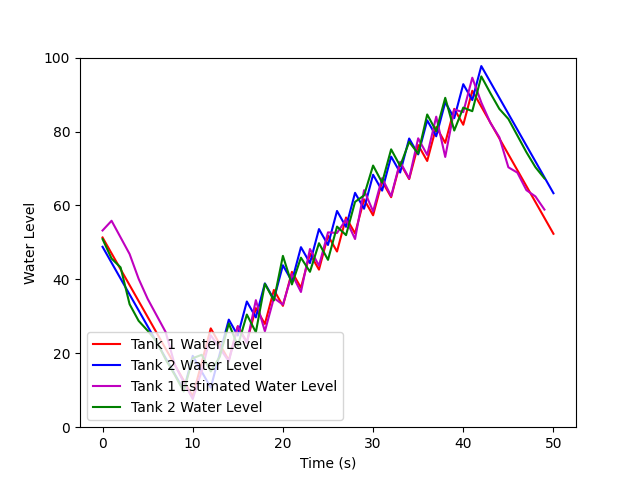 100
80
60
40
20
0
Water Level
Tank 1 Water Level
Tank 2 Water Level
Tank 1 Estimated Water Level
Tank 2 Water Level
0 10 20 30 40 50
Time (s)